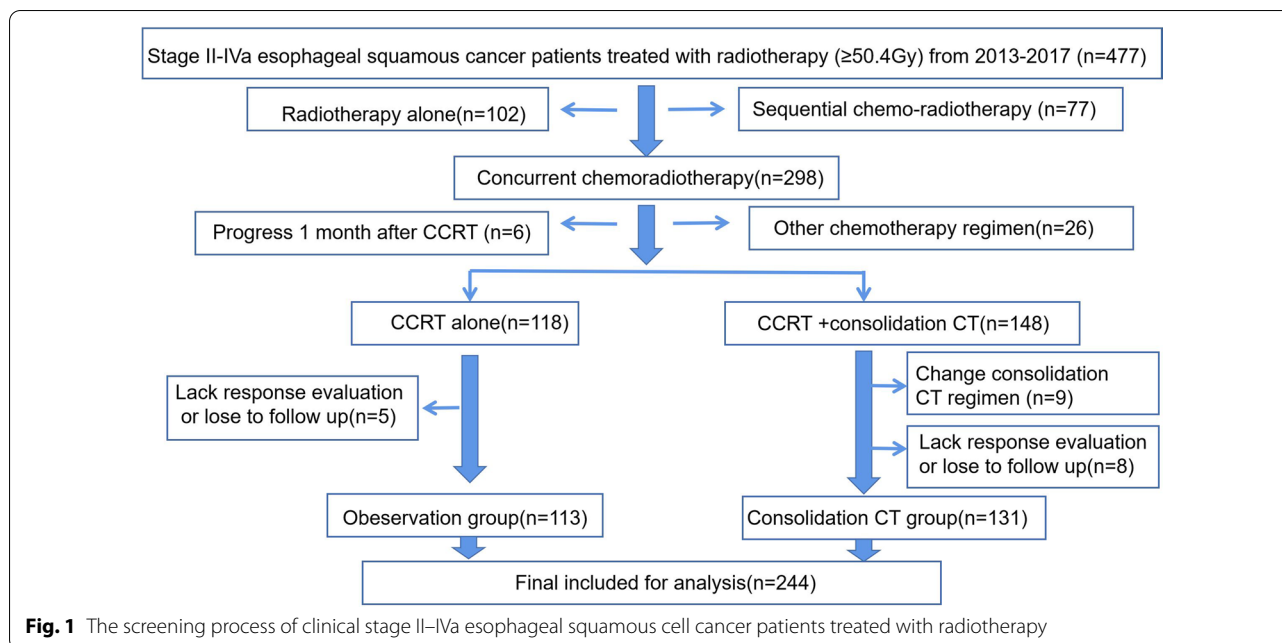 Stage II-IVa esophageal squamous cancer patients treated with radiotherapy (≥50.4Gy) from 2013-2017 (n=477)
Radiotherapy alone(n=102)
Sequential chemo-radiotherapy (n=77)
Concurrent chemoradiotherapy(n=298)
Progress 1 month after CCRT (n=6)
Other chemotherapy regimen(n=26)
CCRT alone(n=118)
CCRT +consolidation CT(n=148)
Lack response evaluation
or lose to follow up(n=5)
Change consolidation
CT regimen (n=9)
Lack response evaluation
or lose to follow up(n=8)
Obeservation group(n=113)
Consolidation CT group(n=131)
Final included for analysis(n=244)
Fig. 1 The screening process of clinical stage II–IVa esophageal squamous cell cancer patients treated with radiotherapy